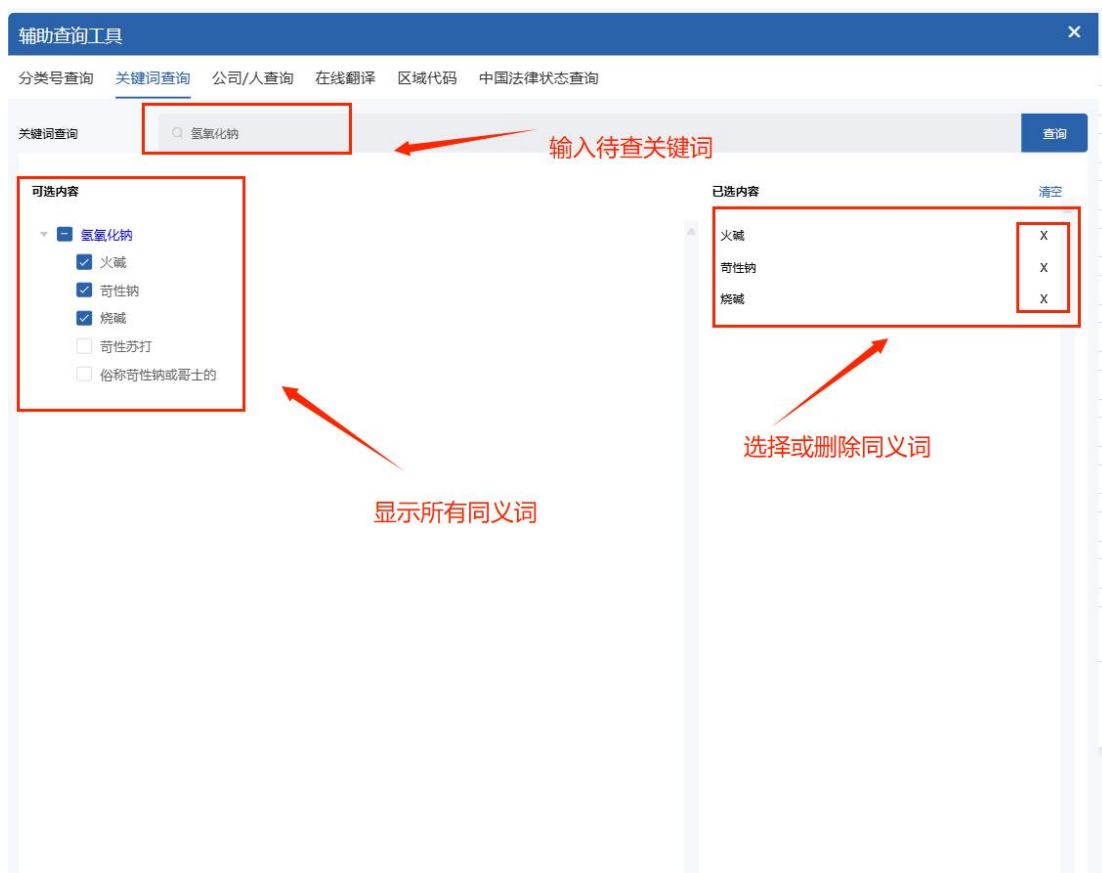 辅助查询工具 ×
分类号查询 关键词查询 公司/人查询 在线翻译 区域代码 中国法律状态查询
关键词查询 氢氧化钠 查询
输入待查关键词
可选内容 已选内容 清空
氢氧化钠 火碱 X
火碱 苛性钠 X
苛性钠 烧碱 X
烧碱
苛性苏打
俗称苛性钠或哥士的
选择或删除同义词
显示所有同义词